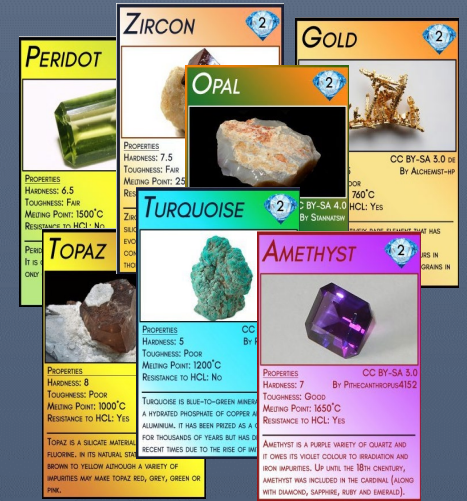 PERIDOT
PROPERTIES
HARDNESS: 6.5
TOUGHNESS: FAIR
MELTING POINT: 1500°C
RESISTANCE TO HCL: NO
ONLY
ZIRCON
2
PROPERTIES
HARDNESS: 7.5
TOUGHNESS: FAIR
MELTING POINT:
GOLD
2
CC BY-SA 3.0 DE
BY ALCHEMIST-HP
760°C
HCL: YES
ELEMENT THAT HAS
GRAINS IN
OPAL
2
CC BY-SA 4.0
BY STANNATSW
TURQUOISE
2
PROPERTIES CC
HARDNESS: 5
TOUGHNESS: POOR
MELTING POINT: 1200°C
RESISTANCE TO HCL: NO
TURQUOISE IS BLUE-TO-GREEN
A HYDRATED PHOSPHATE OF COPPER
ALUMINIUM. IT HAS BEEN PRIZED AS A
FOR THOUSANDS OF YEARS BUT HAS
RECENT TIMES DUE TO THE RISE OF
TOPAZ
PROPERTIES
HARDNESS: 8
TOUGHNESS: POOR
MELTING POINT: 1000°C
RESISTANCE TO HCL: YES
TOPAZ IS A SILICATE MATERIAL
FLUORINE. IN ITS NATURAL
BROWN TO YELLOW ALTHOUGH A VARIETY OF
IMPURITIES MAY MAKE TOPAZ RED, GREY, GREEN OR
PINK.
AMETHYST
2
PROPERTIES CC BY-SA 3.0
HARDNESS: 7 BY PITHECANTHROPUS4152
TOUGHNESS: GOOD
MELTING POINT: 1650°C
RESISTANCE TO HCL: YES
AMETHYST IS A PURPLE VARIETY OF QUARTZ AND
IT OWES ITS VIOLET COLOUR TO IRRADIATION AND
IRON IMPURITIES. UP UNTIL THE 18TH CNENTURY,
AMETHYST WAS INCLUDED IN THE CARDINAL (ALONG
WITH DIAMOND, SAPPHIRE, RUBY AND EMERALD).